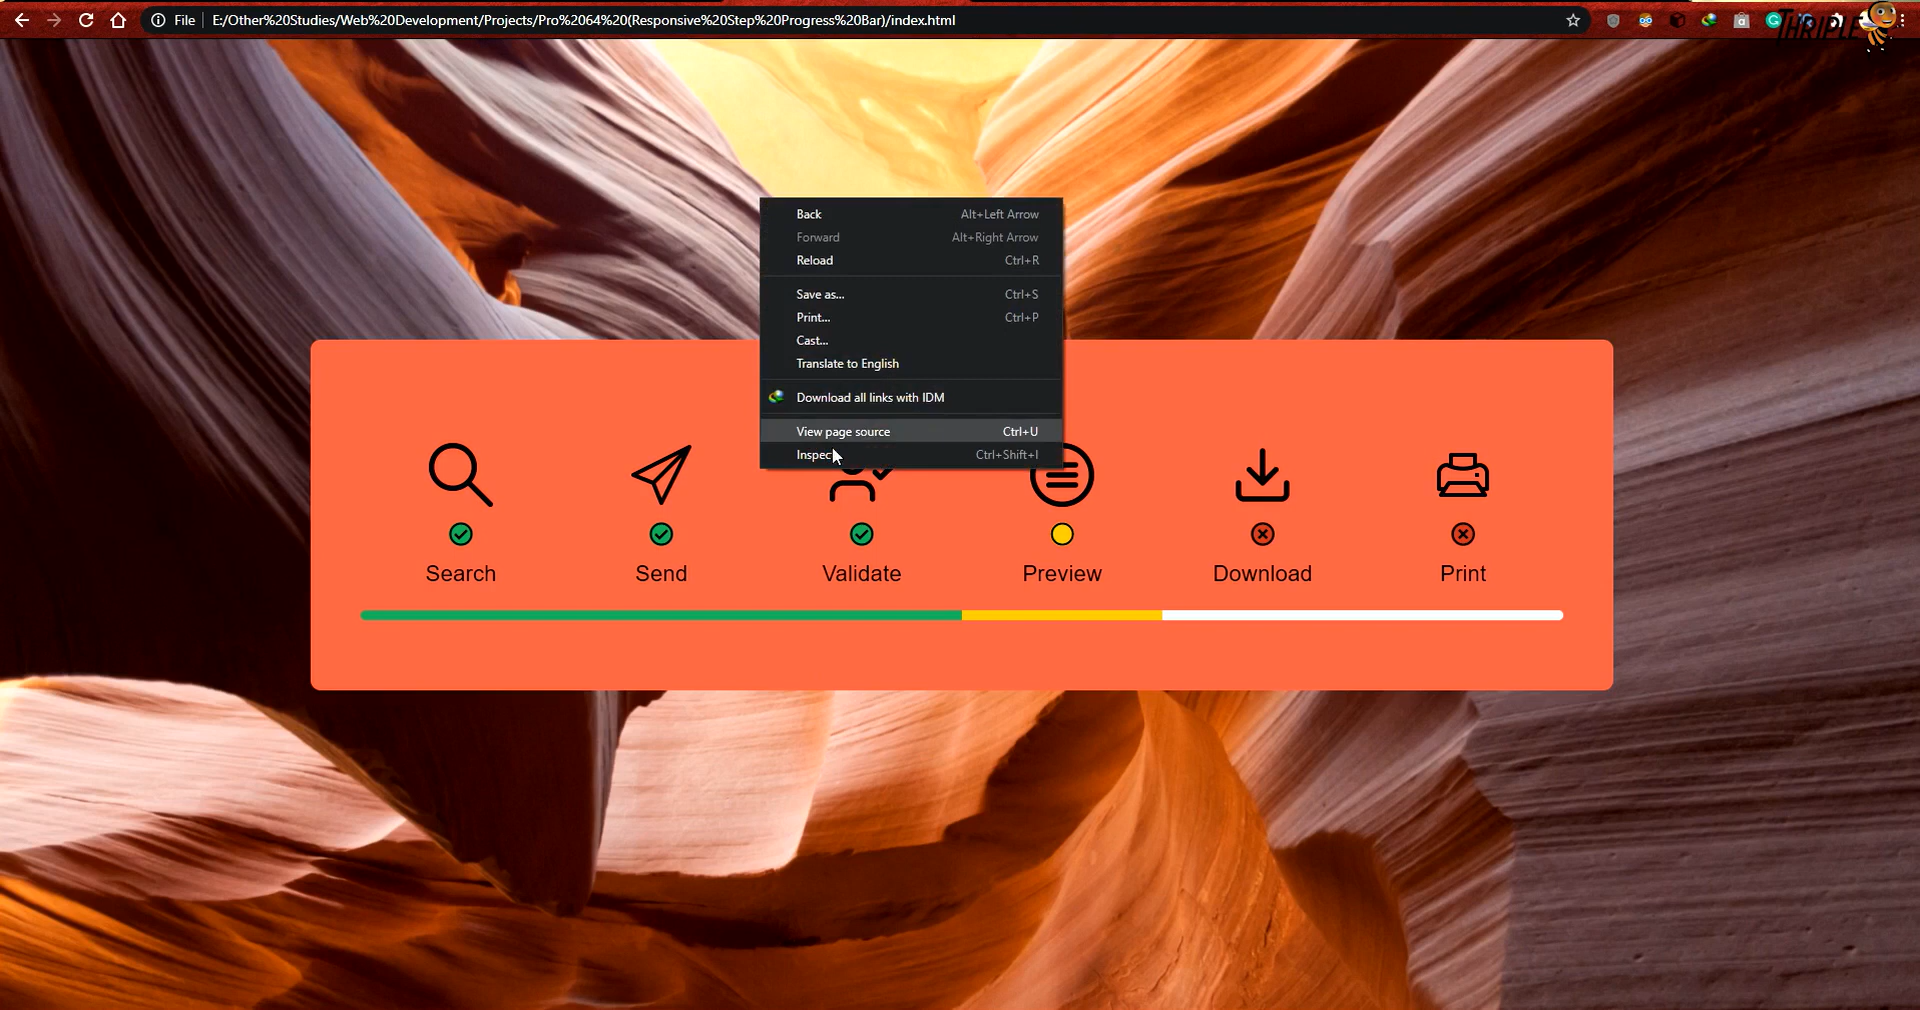 File
E:/Other%20Studies/Web%20Development/Projects/Pro%2064%20(Responsive%20Step%20Progress%20Bar)/index.html
THRIPLE
Back Alt+Left Arrow
Forward Alt+Right Arrow
Reload Ctrl+R
Save as... Ctrl+S
Print... Ctrl+P
Cast...
Translate to English
Download all links with IDM
View page source Ctrl+U
Inspect Ctrl+Shift+I
Search Send Validate Preview Download Print